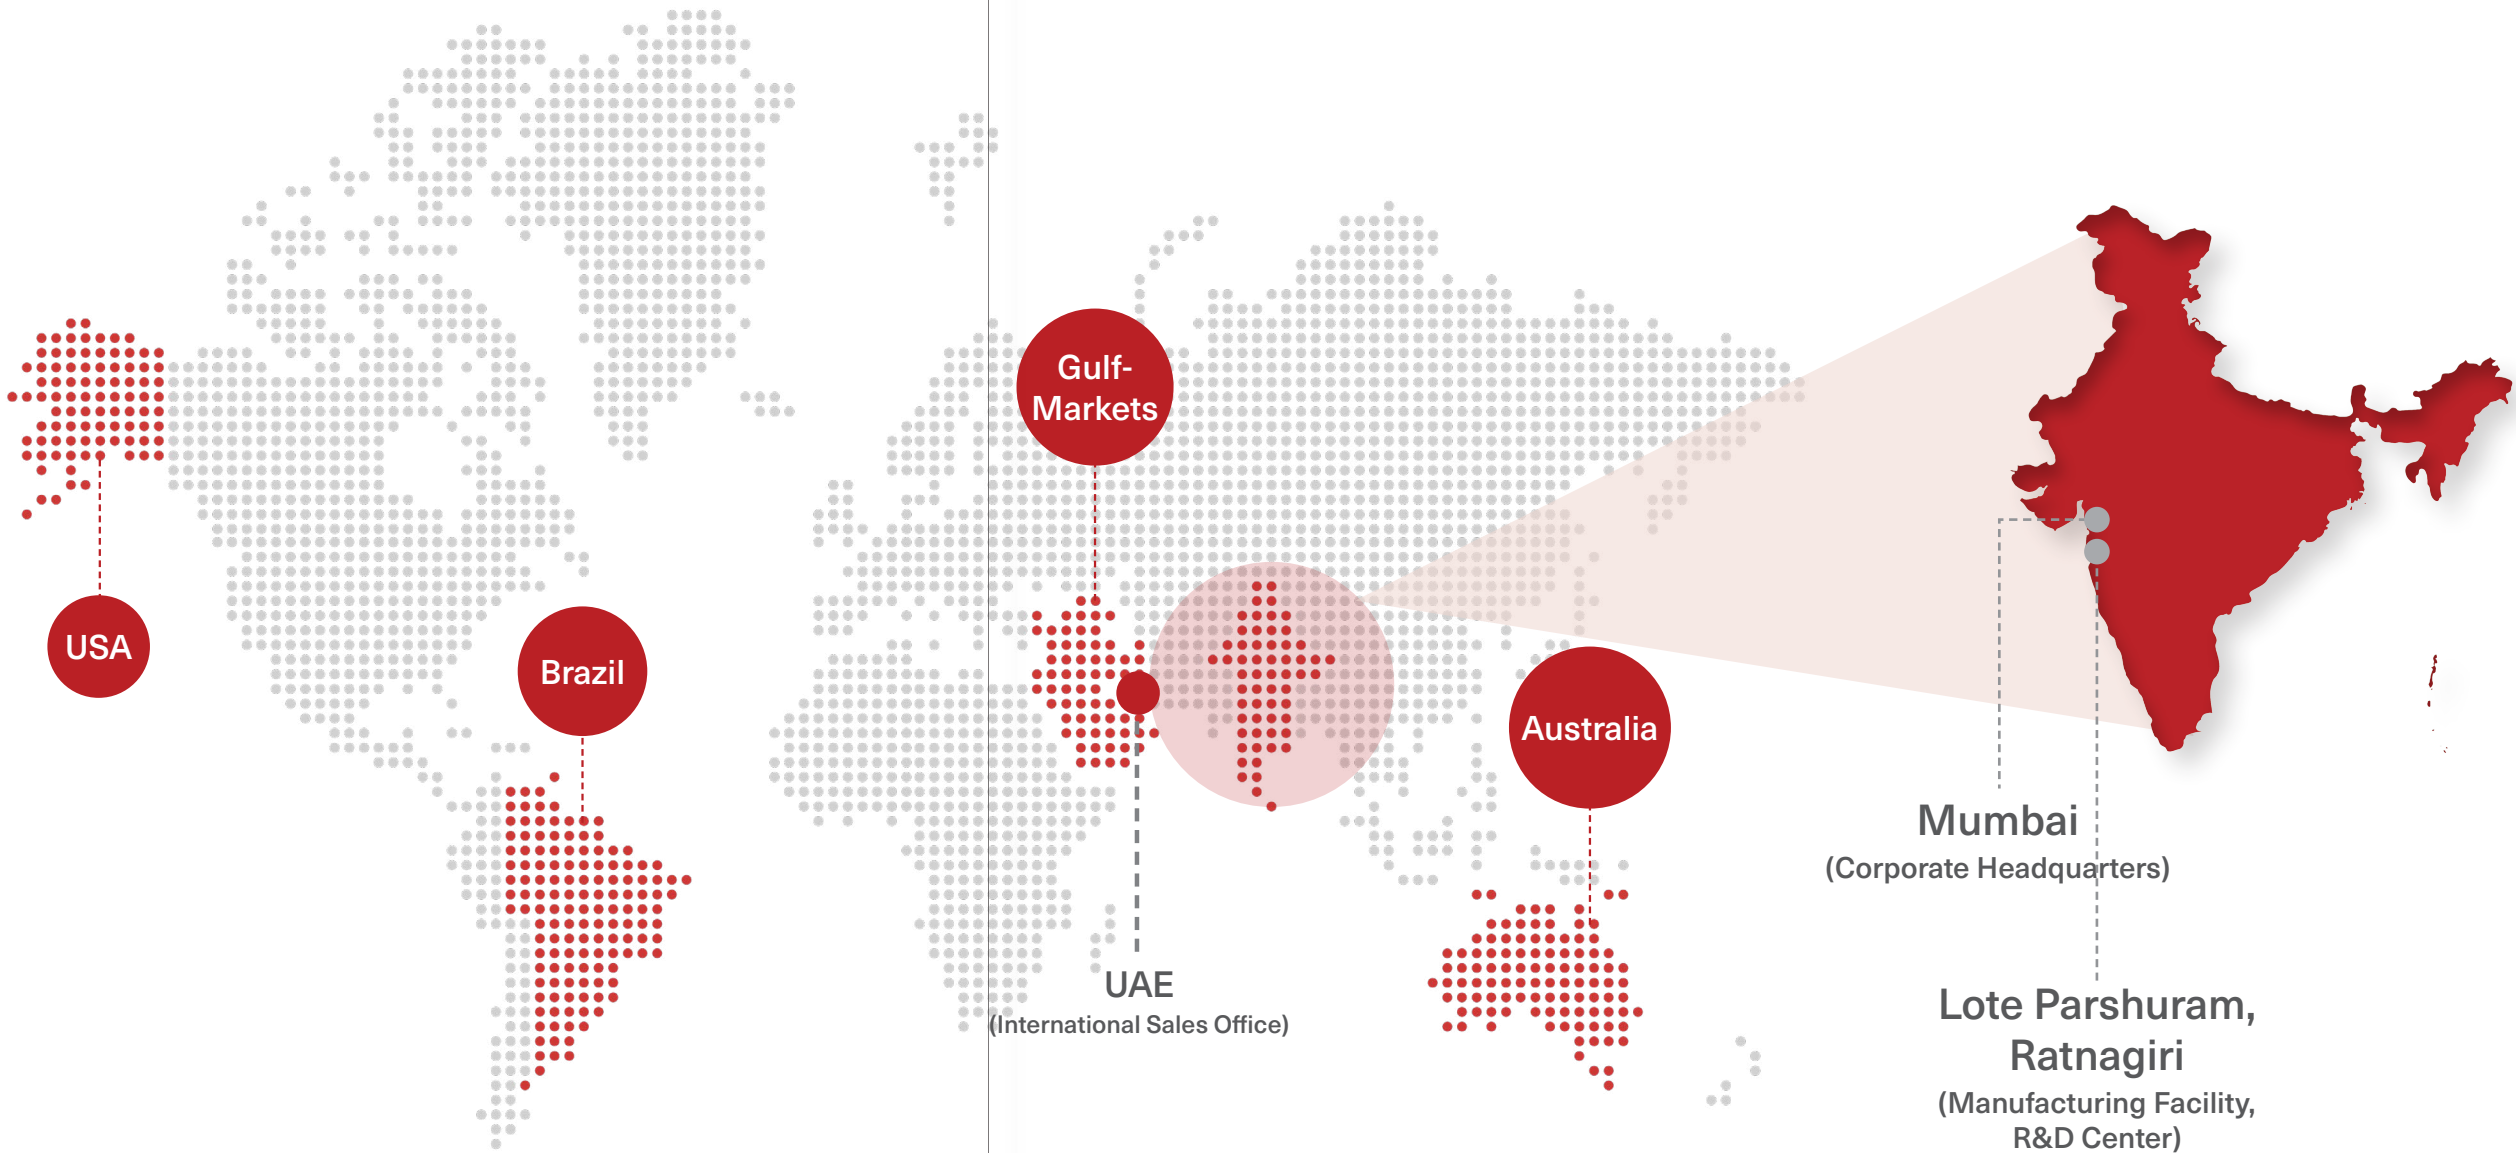 Gulf-
Markets
USA
Brazil
Australia
Mumbai
(Corporate Headquarters)
UAE
(International Sales Office)
Lote Parshuram,
Ratnagiri
(Manufacturing Facility,
R&D Center)